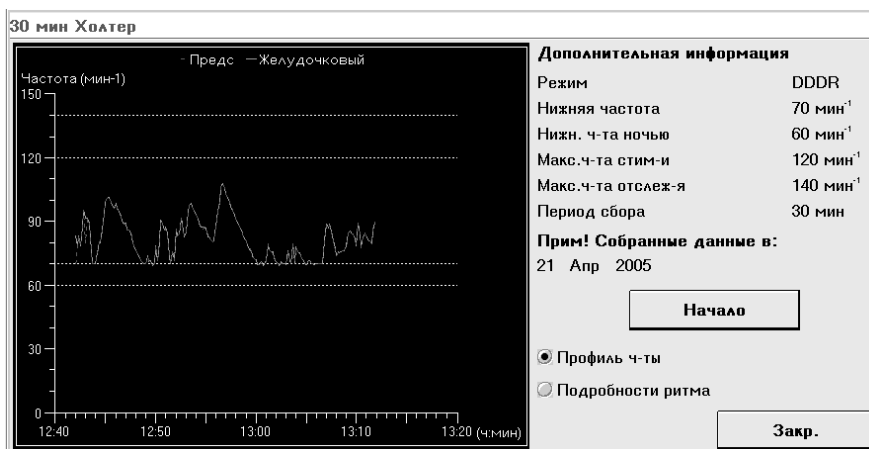 30 мин Холтер
- Предс — Желудочковый
Частота (мин-1)
150
120
90
60
30
0
12:40 12:50 13:00 13:10 13:20 (ч:мин)
Дополнительная информация
Режим DDDR
Нижняя частота 70 мин⁻¹
Нижн. ч-та ночью 60 мин⁻¹
Макс.ч-та стим-и 120 мин⁻¹
Макс.ч-та отслеж-я 140 мин⁻¹
Период сбора 30 мин
Прим! Собранные данные в:
21 Апр 2005
Начало
Профиль ч-ты
Подробности ритма
Закр.